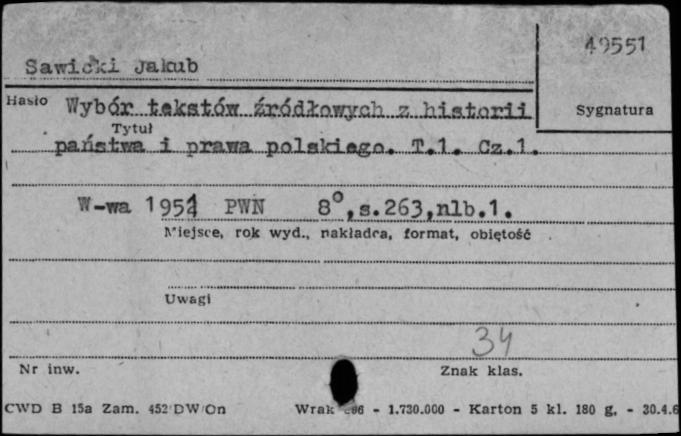 49551
Sawicki Jakub
Hasło Wybór tekstów źródłowych z historii
Sygnatura
Tytuł
państwa i prawa polskiego. T.1. Cz.1.
W-wa 1951 PWN 8°, s.263, nlb.1.
Miejsce, rok wyd., nakładca, format, objętość
Uwagi
34
Nr inw. Znak klas.
CWD B 15a Zam. 452 DW/On Wrak - 1.730.000 - Karton 5 kl. 180 g. - 30.4.6